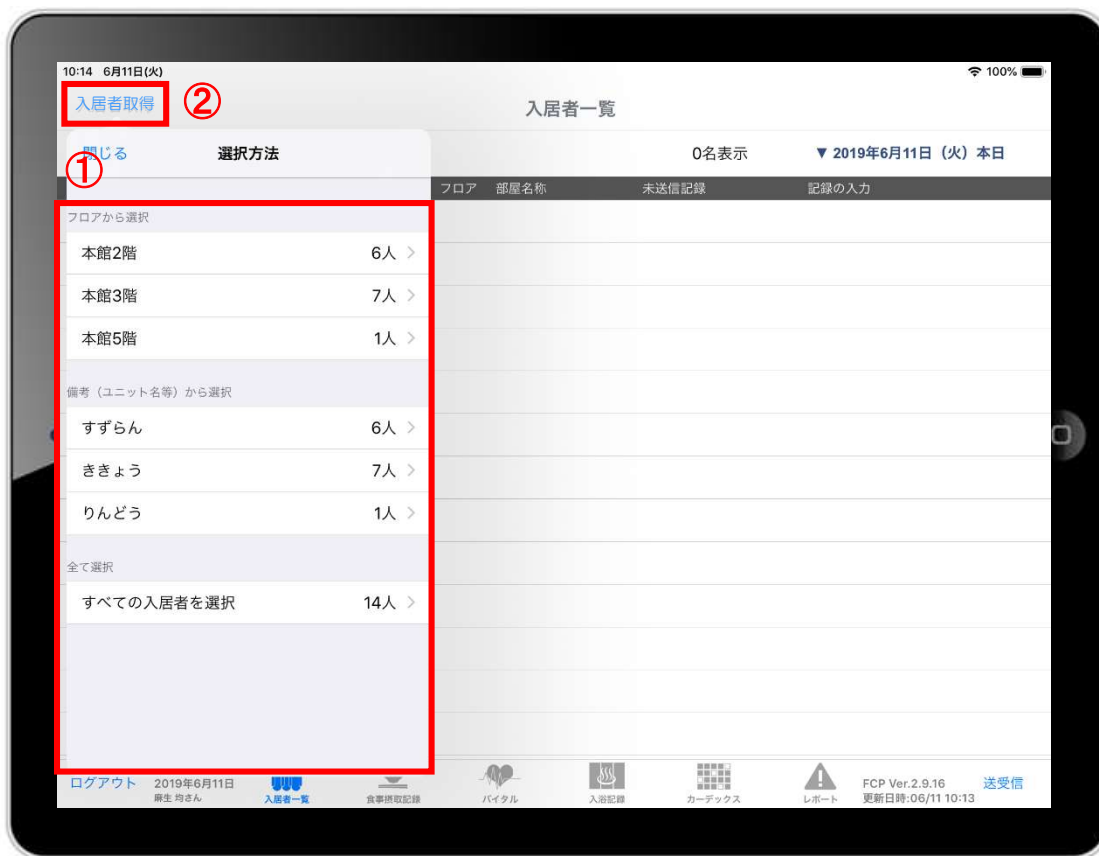 10:14 6月11日(火) 100%
入居者取得 ② 入居者一覧
閉じる 選択方法 0名表示 ▼ 2019年6月11日（火）本日
①
フロア 部屋名称 未送信記録 記録の入力
フロアから選択
本館2階 6人
本館3階 7人
本館5階 1人
備考（ユニット名等）から選択
すずらん 6人
ききょう 7人
りんどう 1人
全て選択
すべての入居者を選択 14人
ログアウト 2019年6月11日 FCP Ver.2.9.16 送受信
麻生 均さん 入居者一覧 食事摂取記録 バイタル 入浴記録 カーデックス レポート 更新日時:06/11 10:13